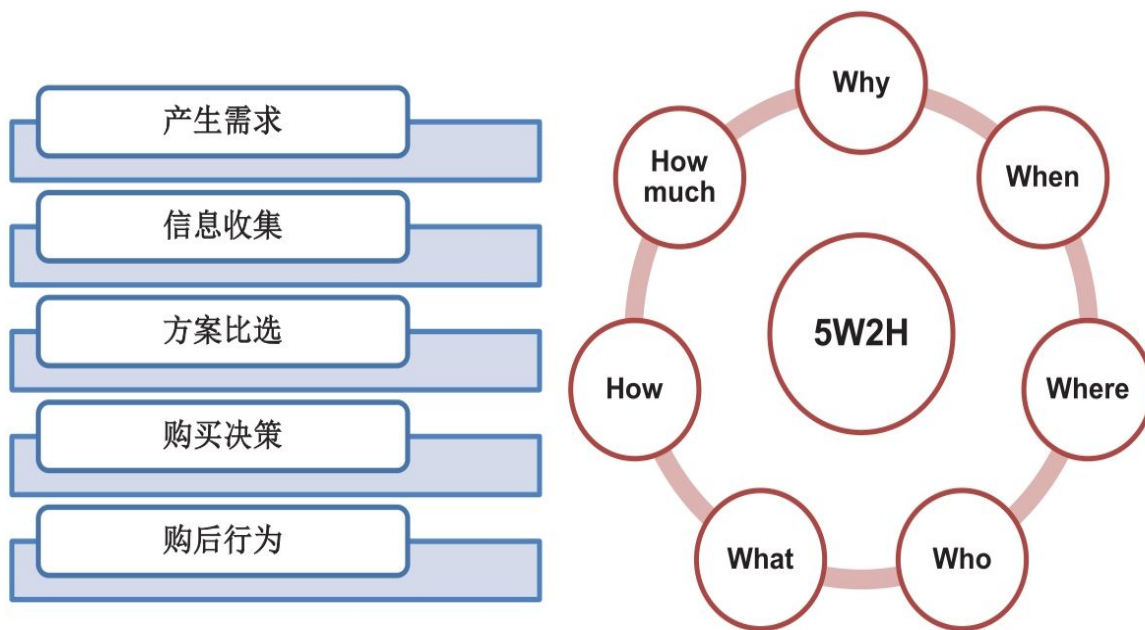 产生需求
信息收集
方案比选
购买决策
购后行为
Why
When
Where
Who
What
How
How
much
5W2H